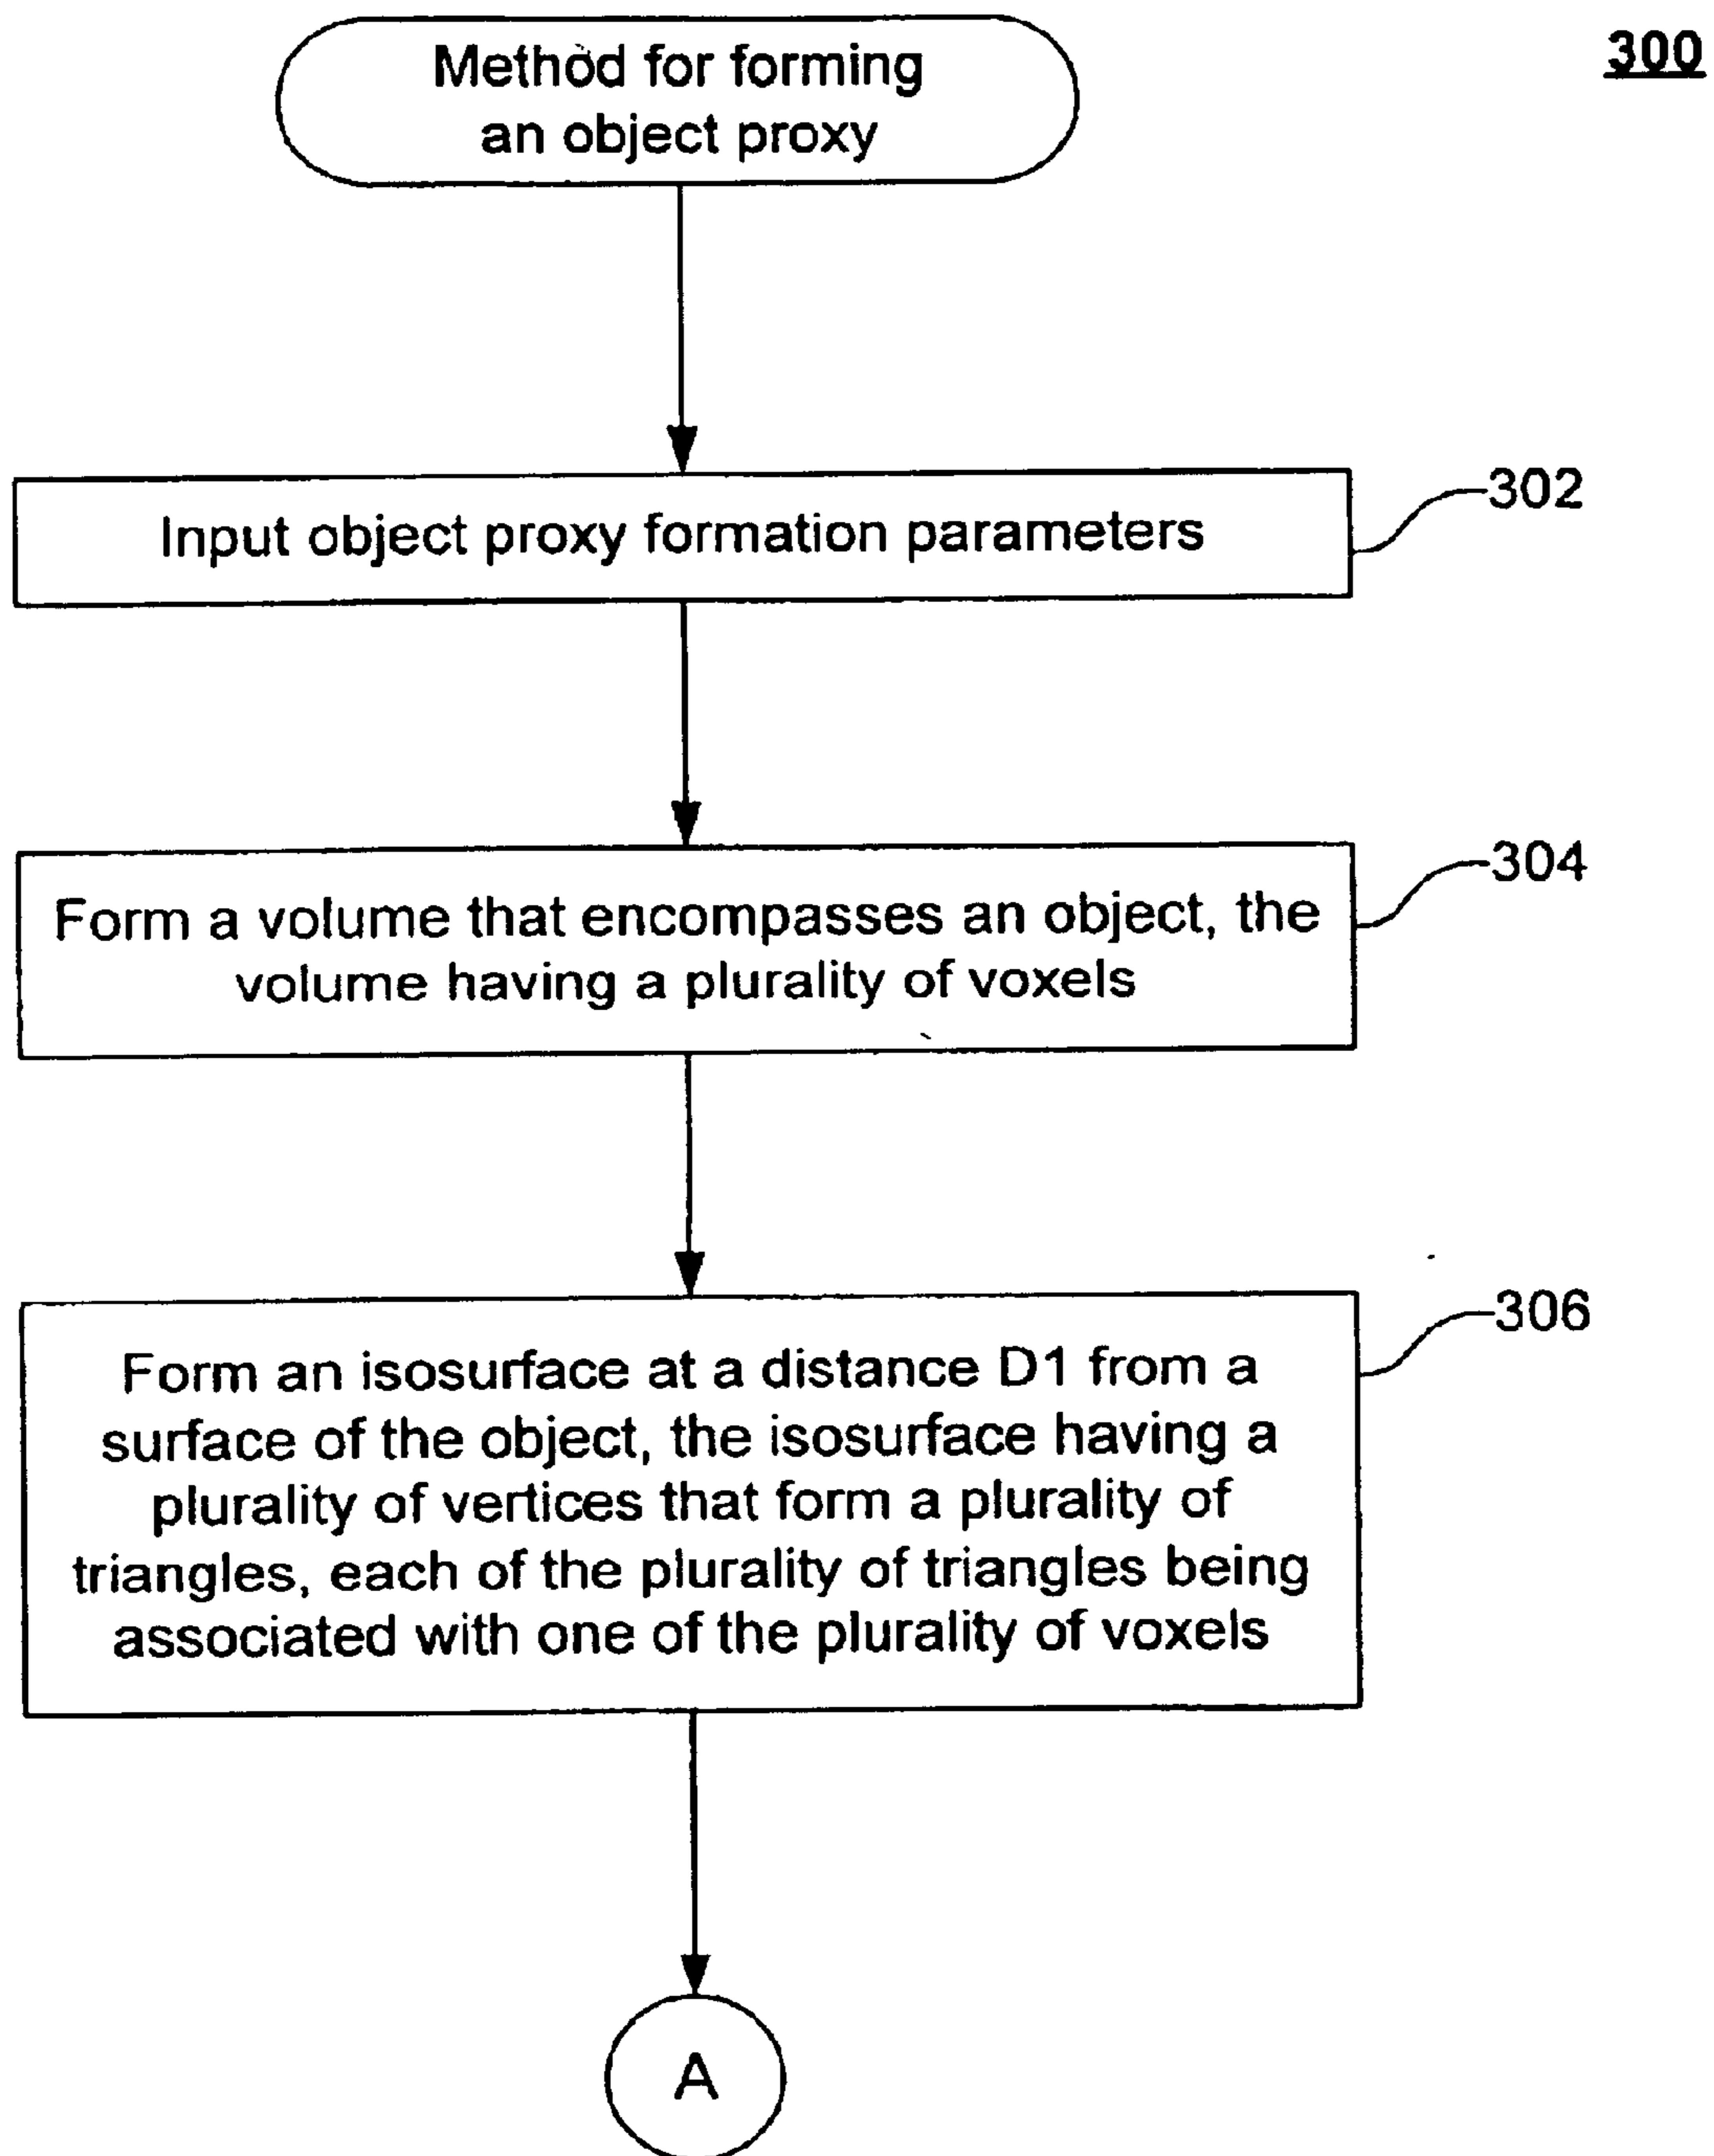 300
Method for forming
an object proxy
302
Input object proxy formation parameters
304
Form a volume that encompasses an object, the
volume having a plurality of voxels
306
Form an isosurface at a distance D1 from a
surface of the object, the isosurface having a
plurality of vertices that form a plurality of
triangles, each of the plurality of triangles being
associated with one of the plurality of voxels
A